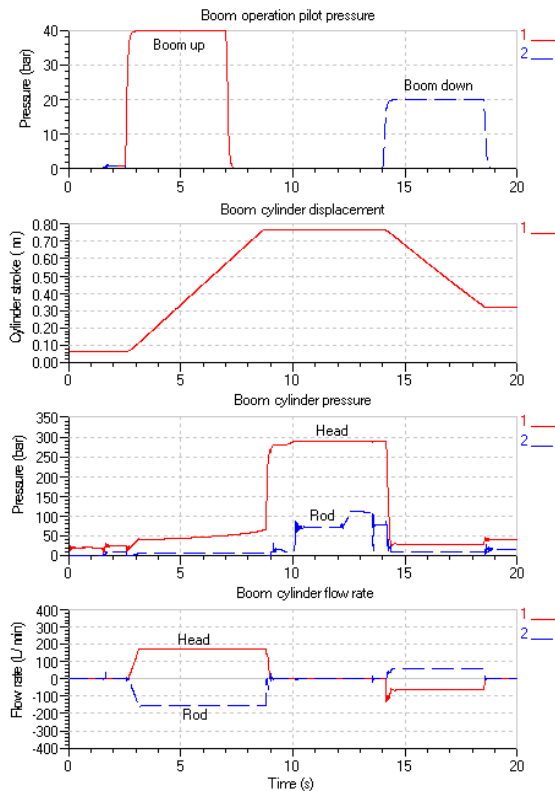 Boom operation pilot pressure
40
30
20
10
0
Pressure (bar)
Boom up
Boom down
1
2
0 5 10 15 20
Boom cylinder displacement
0.80
0.70
0.60
0.50
0.40
0.30
0.20
0.10
0.00
Cylinder stroke (m)
1
0 5 10 15 20
Boom cylinder pressure
350
300
250
200
150
100
50
0
Pressure (bar)
Head
Rod
1
2
0 5 10 15 20
Boom cylinder flow rate
400
300
200
100
0
-100
-200
-300
-400
Flow rate (L/min)
Head
Rod
1
2
0 5 10 15 20
Time (s)